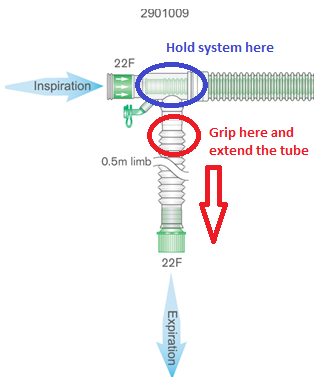 2901009
Hold system here
22F
Inspiration
Grip here and
extend the tube
0.5m limb
22F
Expiration